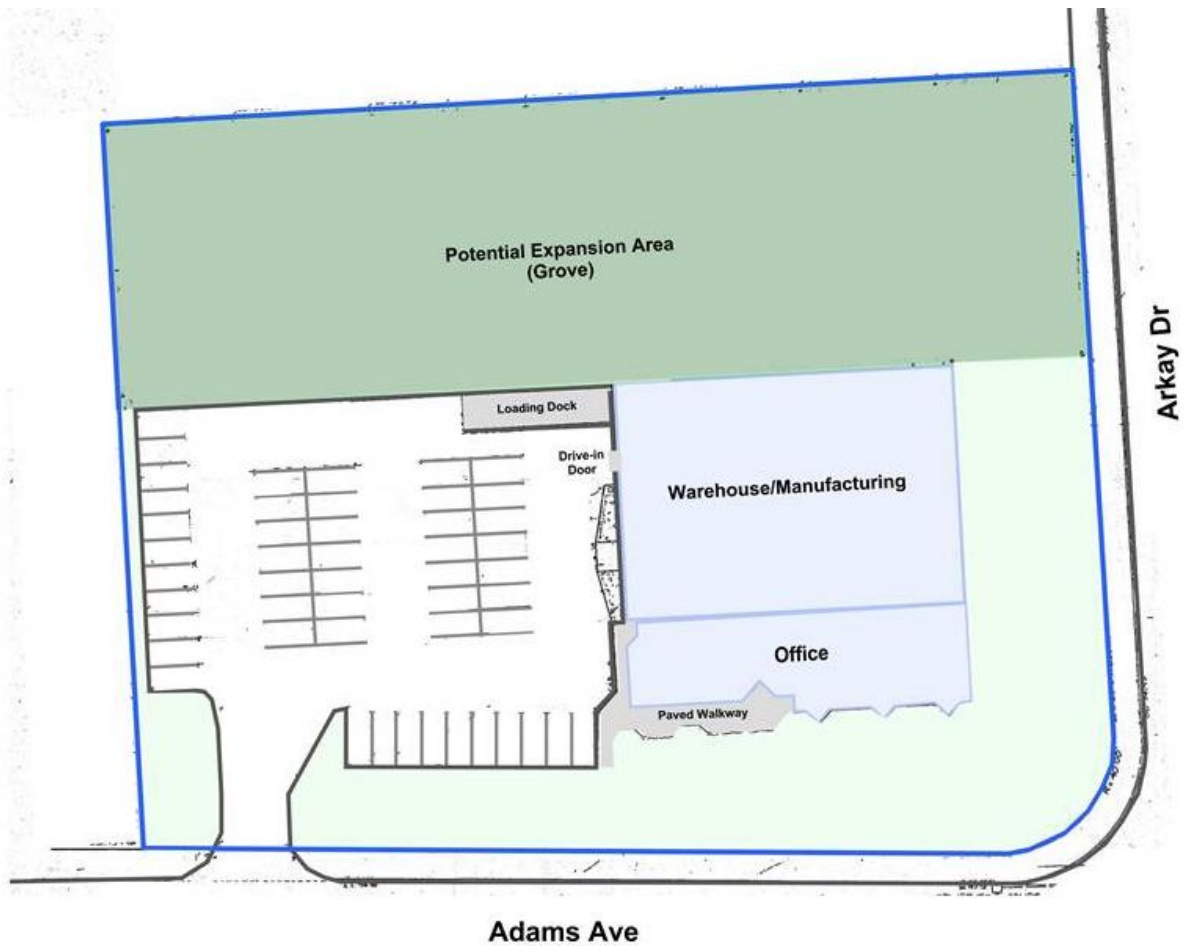 Potential Expansion Area
(Grove)
Loading Dock
Drive-in
Door
Warehouse/Manufacturing
Office
Paved Walkway
Arkay Dr
Adams Ave